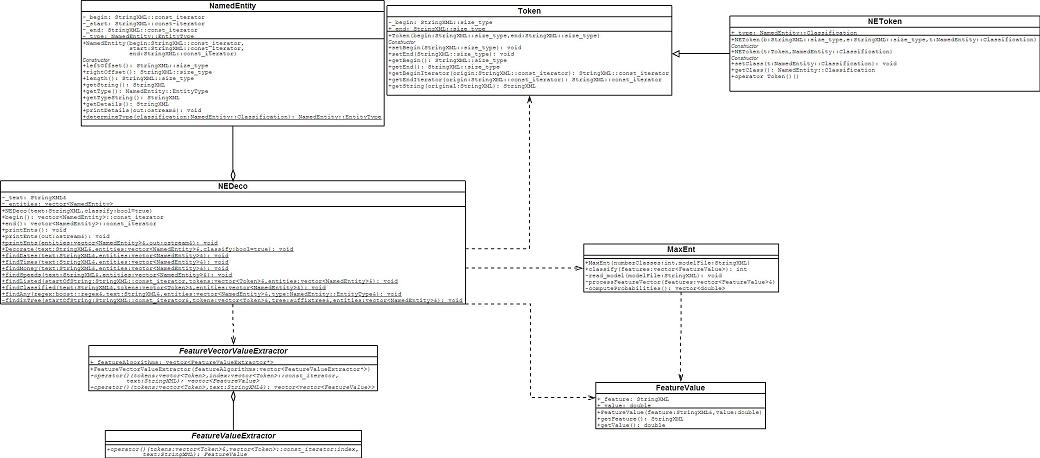 NamedEntity
-_begin: StringXML::const_iterator
-_start: StringXML::const-iterator
-_end: StringXML::const_iterator
-_type: NamedEntity::EntityType
+NamedEntity(begin:StringXML::const_iterator,
start:StringXML::const_iterator,
end:StringXML::const_iterator)
Constructor
+leftOffset(): StringXML::size_type
+rightOffset(): StringXML::size_type
+length(): StringXML::size_type
+getString(): StringXML
+getType(): NamedEntity::EntityType
+getTypeString(): StringXML
+getDetails(): StringXML
+printDetails(out:ostream&): void
+determineType(classification:NamedEntity::Classification): NamedEntity::EntityType
Token
-_begin: StringXML::size_type
-_end: StringXML::size_type
+Token(begin:StringXML::size_type,end:StringXML::size_type)
Constructor
+setBegin(StringXML::size_type): void
+setEnd(StringXML::size_type): void
+getBegin(): StringXML::size_type
+getEnd(): StringXML::size_type
+getBeginIterator(origin:StringXML::const_iterator): StringXML::const_iterator
+getEndIterator(origin:StringXML::const_iterator): StringXML::const_iterator
+getString(original:StringXML): StringXML
NEToken
+_type: NamedEntity::Classification
+NEToken(b:StringXML::size_type,e:StringXML::size_type,t:NamedEntity::Classification)
Constructor
+NEToken(t:Token,NamedEntity::Classification)
Constructor
+setClass(t:NamedEntity::Classification): void
+getClass(): NamedEntity::Classification
+operator Token()()
NEDeco
-_text: StringXML&
-_entities: vector<NamedEntity>
+NEDeco(text:StringXML,classify:bool=true)
+begin(): vector<NamedEntity>::const_iterator
+end(): vector<NamedEntity>::const_iterator
+printEnts(): void
+printEnts(out:ostream&): void
+printEnts(entities:vector<NamedEntity>&,out:ostream&): void
+Decorate(text:StringXML&,entities:vector<NamedEntity>&,classify:bool=true): void
+findDates(text:StringXML&,entities:vector<NamedEntity>&): void
+findTimes(text:StringXML&,entities:vector<NamedEntity>&): void
+findMoney(text:StringXML&,entities:vector<NamedEntity>&): void
+findSpeeds(text:StringXML&,entities:vector<NamedEntity>&): void
+findListed(startOfString:StringXML::const_iterator,tokens:vector<Token>&,entities:vector<NamedEntity>&): void
+findClassified(text:StringXML&,tokens:vector<Token>&,entities:vector<NamedEntity>&): void
+findAny(regex:boost::regex&,text:StringXML&,entities:vector<NamedEntity>&,type:NamedEntity::EntityType&): void
-findInTree(startOfString:StringXML::const_iterator&,tokens:vector<Token>&,tree:suffixtree&,entities:vector<NamedEntity>&): void
MaxEnt
+MaxEnt(numberClasses:int,modelFile:StringXML)
+classify(features:vector<FeatureValue>): int
-read_model(modelFile:StringXML): void
-processFeatureVector(features:vector<FeatureValue>&)
-computeProbabilities(): vector<double>
FeatureVectorValueExtractor
+_featureAlgorithms: vector<FeatureValueExtractor*>
+FeatureVectorValueExtractor(featureAlgorithms:vector<FeatureValueExtractor*>)
+operator()(tokens:vector<Token>,index:vector<Token>::const_iterator,
text:StringXML): vector<FeatureValue>
+operator()(tokens:vector<Token>,text:StringXML&): vector<vector<FeatureValue>>
FeatureValue
+_feature: StringXML
+_value: double
+FeatureValue(feature:StringXML&,value:double)
+getFeature(): StringXML
+getValue(): double
FeatureValueExtractor
+operator()(tokens:vector<Token>&,vector<Token>::const_iterator:index,
text:StringXML): FeatureValue